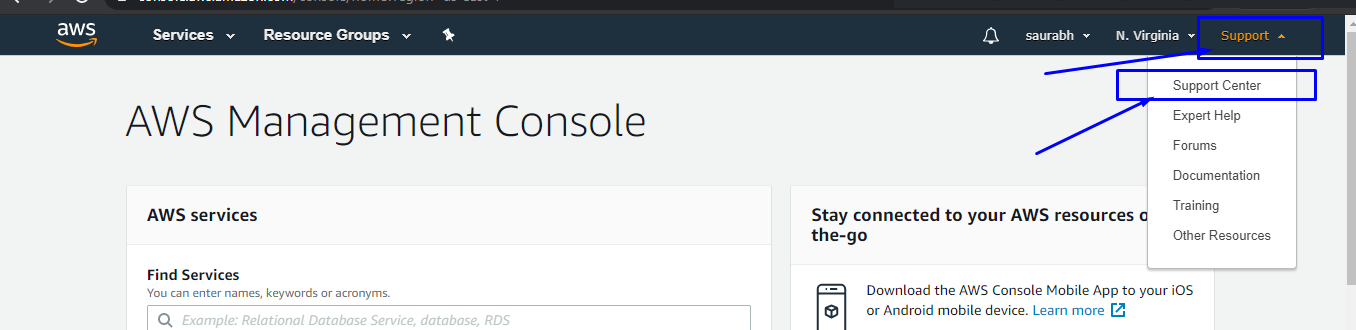 aws Services Resource Groups saurabh N. Virginia Support
Support Center
AWS Management Console
Expert Help
Forums
Documentation
Training
Other Resources
AWS services
Stay connected to your AWS resources o
the-go
Find Services
You can enter names, keywords or acronyms.
Example: Relational Database Service, database, RDS
Download the AWS Console Mobile App to your iOS
or Android mobile device. Learn more